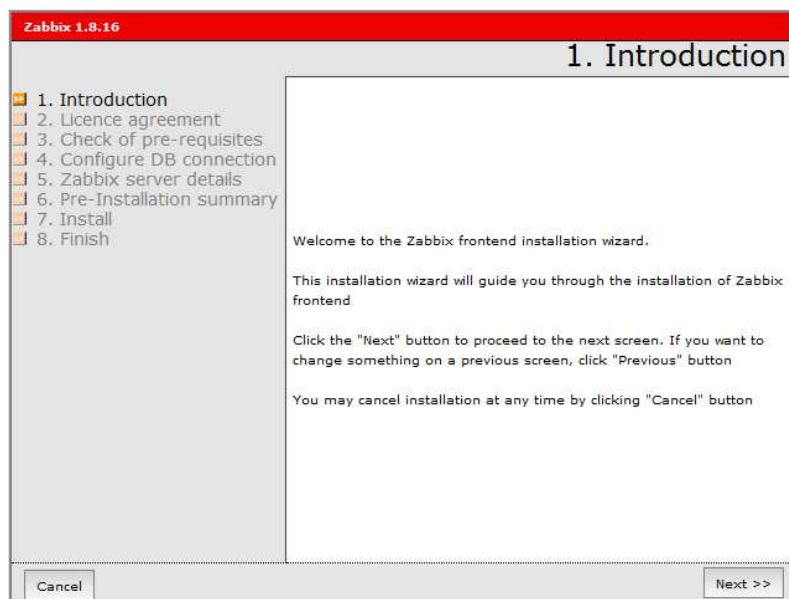 Zabbix 1.8.16
1. Introduction
1. Introduction
2. Licence agreement
3. Check of pre-requisites
4. Configure DB connection
5. Zabbix server details
6. Pre-Installation summary
7. Install
8. Finish
Welcome to the Zabbix frontend installation wizard.
This installation wizard will guide you through the installation of Zabbix
frontend
Click the "Next" button to proceed to the next screen. If you want to
change something on a previous screen, click "Previous" button
You may cancel installation at any time by clicking "Cancel" button
Cancel
Next >>